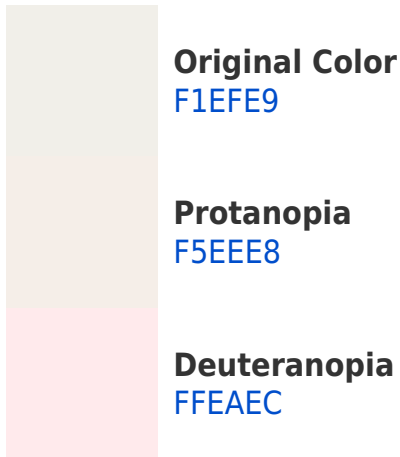 Original Color
F1EFE9
Protanopia
F5EEE8
Deuteranopia
FFEAEC